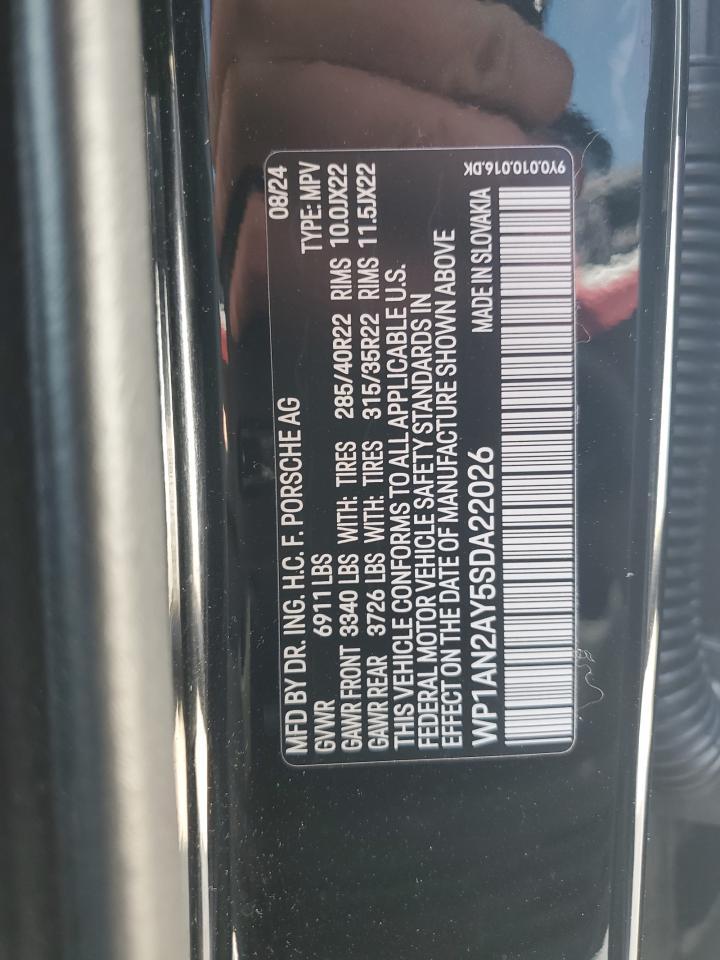 MFD BY DR. ING. H.C. F. PORSCHE AG 08/24
GVWR 6911 LBS TYPE: MPV
GAWR FRONT 3340 LBS WITH: TIRES 285/40R22 RIMS 10.0JX22
GAWR REAR 3726 LBS WITH: TIRES 315/35R22 RIMS 11.5JX22
THIS VEHICLE CONFORMS TO ALL APPLICABLE U.S.
FEDERAL MOTOR VEHICLE SAFETY STANDARDS IN
EFFECT ON THE DATE OF MANUFACTURE SHOWN ABOVE
WP1AN2AY5SDA22026 MADE IN SLOVAKIA
9Y0.010.016.DK